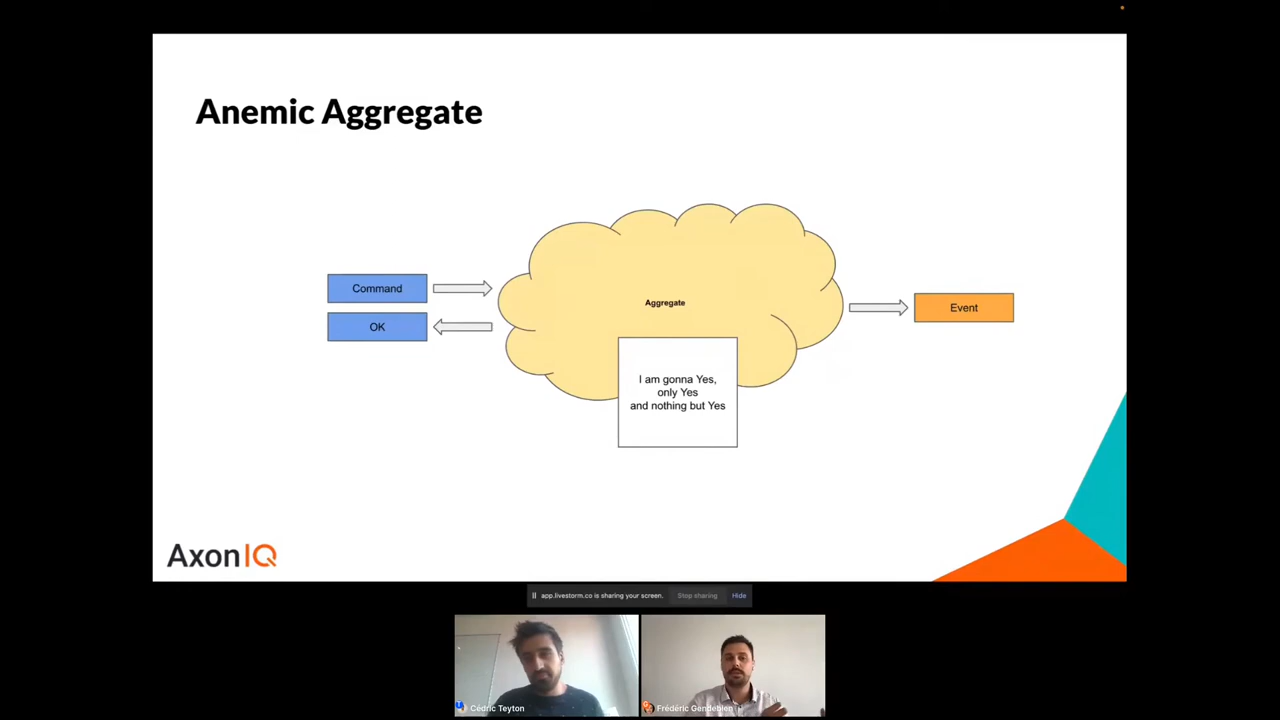 Anemic Aggregate
Command
OK
Aggregate
I am gonna Yes,
only Yes
and nothing but Yes
Event
AxonIQ
app.livestorm.co is sharing your screen.
Stop sharing
Hide
Cédric Teyton
Frédéric Gendebien